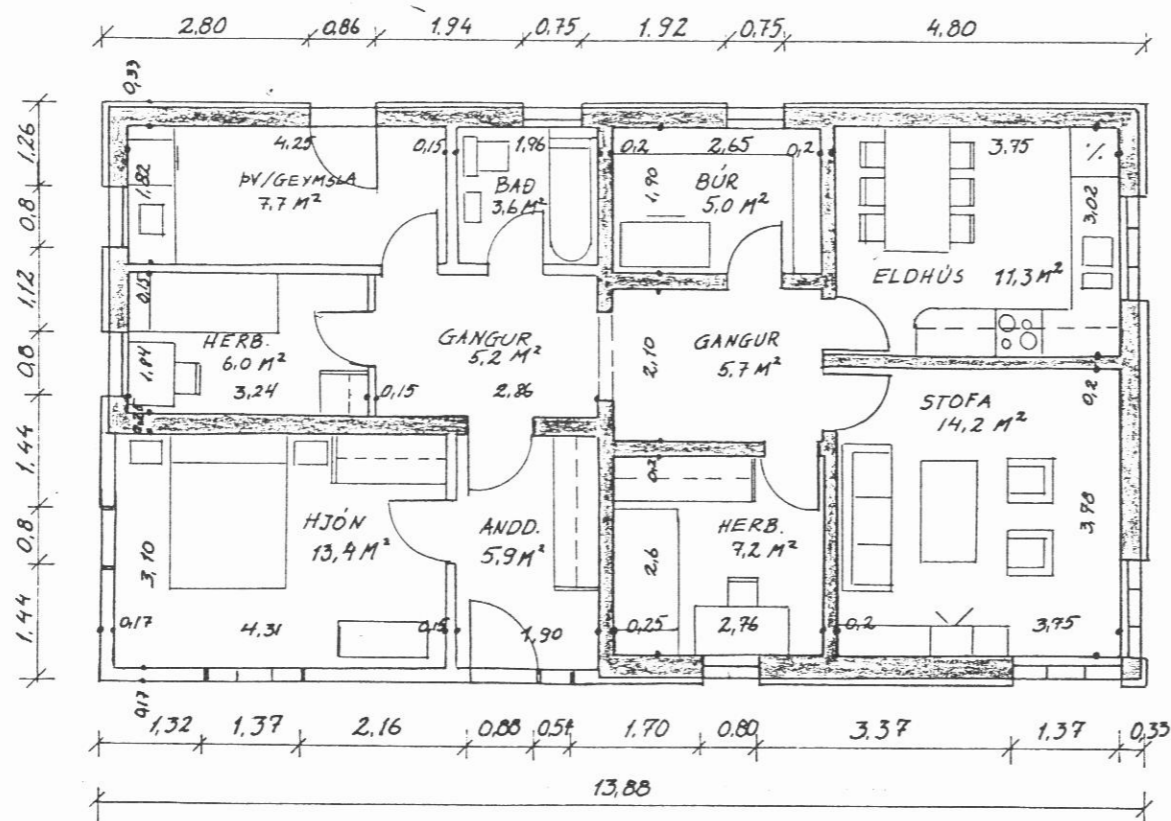 2.80 0.86 1.94 0.75 1.92 0.75 4.80
0,33
1.26
0.8
1.12
0.8
1.44
0.8
1.44
4.25
0.15
1,96
0.2
2.65
0.2
3.75
%
1,82
ÞV/GEYMSLA
7.7 M²
BAÐ
3.6 M²
1,90
BÚR
5.0 M²
3,02
ELDHÚS 11,3 M²
0,15
HERB.
6.0 M²
3,24
1,84
0,15
GANGUR
5.2 M²
2,86
2,10
GANGUR
5.7 M²
0,2
STOFA
14,2 M²
3,98
HJÓN
13,4 M²
3,10
0,17
4,31
0,15
ANDD.
5.9 M²
1,90
0,2
HERB.
7.2 M²
2,6
0,25
2,76
0,2
3,75
0,17
1,32 1,37 2,16 0,88 0,54 1.70 0.80 3.37 1,37 0,33
13,88